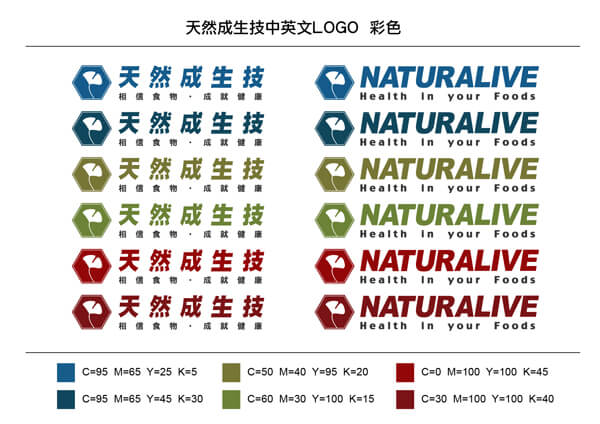 天然成生技中英文LOGO 彩色
天然成生技 NATURALIVE
相信食物・成就健康 Health in your Foods
天然成生技 NATURALIVE
相信食物・成就健康 Health in your Foods
天然成生技 NATURALIVE
相信食物・成就健康 Health in your Foods
天然成生技 NATURALIVE
相信食物・成就健康 Health in your Foods
天然成生技 NATURALIVE
相信食物・成就健康 Health in your Foods
天然成生技 NATURALIVE
相信食物・成就健康 Health in your Foods
C=95 M=65 Y=25 K=5 C=50 M=40 Y=95 K=20 C=0 M=100 Y=100 K=45
C=95 M=65 Y=45 K=30 C=60 M=30 Y=100 K=15 C=30 M=100 Y=100 K=40